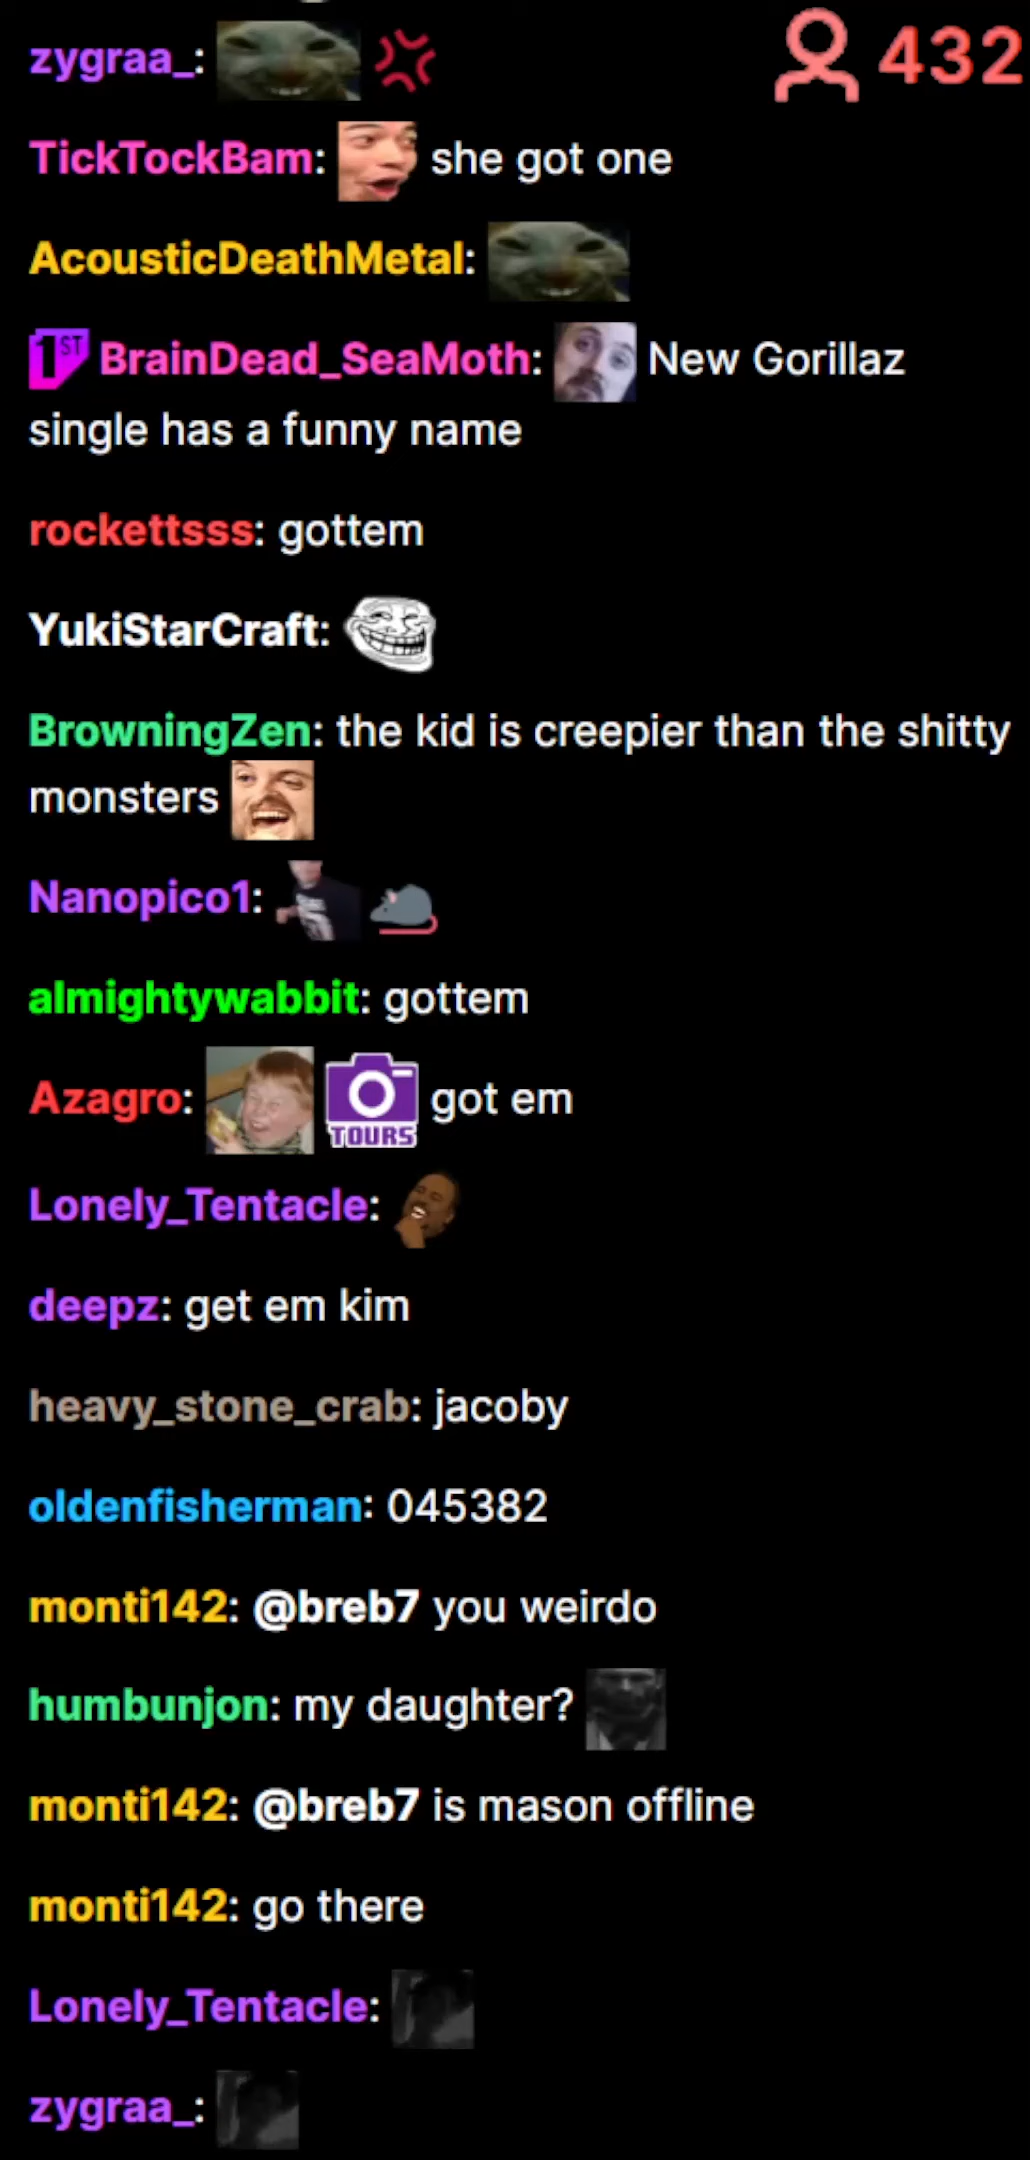 zygraa_:
432
TickTockBam: she got one
AcousticDeathMetal:
1ST BrainDead_SeaMoth: New Gorillaz
single has a funny name
rockettsss: gottem
YukiStarCraft:
BrowningZen: the kid is creepier than the shitty
monsters
Nanopico1:
almightywabbit: gottem
Azagro: TOURS got em
Lonely_Tentacle:
deepz: get em kim
heavy_stone_crab: jacoby
oldenfisherman: 045382
monti142: @breb7 you weirdo
humbunjon: my daughter?
monti142: @breb7 is mason offline
monti142: go there
Lonely_Tentacle:
zygraa_: